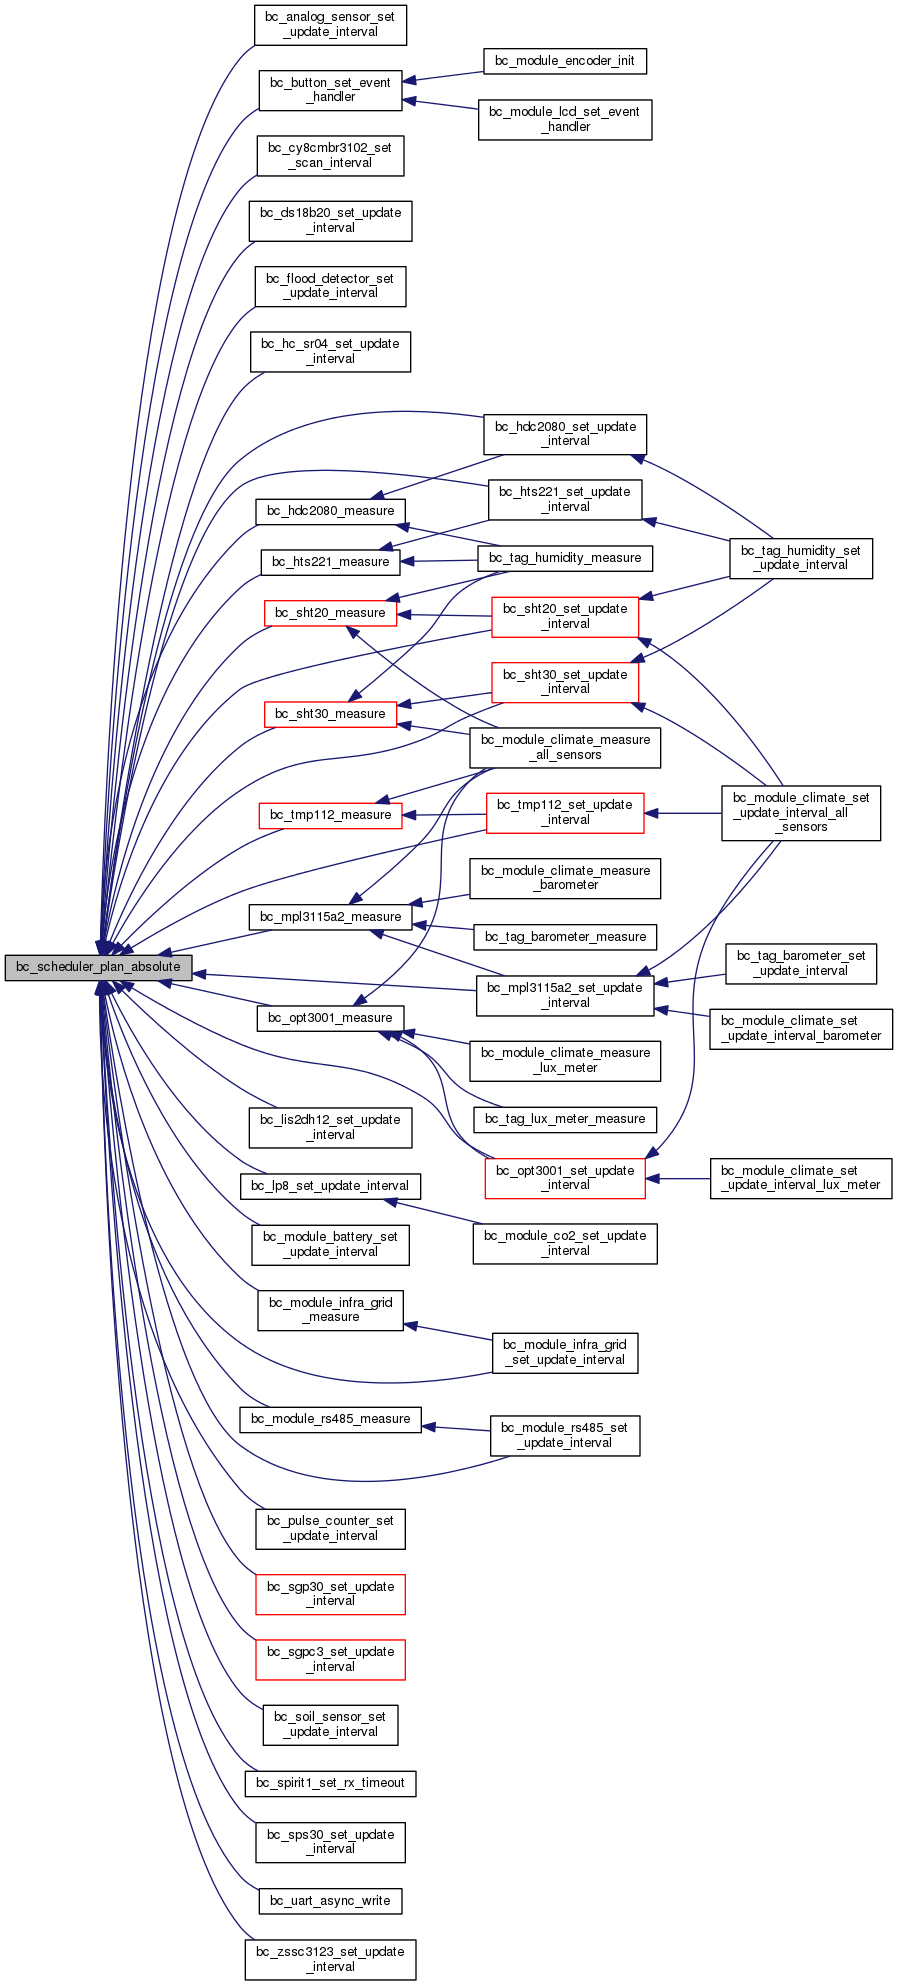 bc_analog_sensor_set
_update_interval
bc_button_set_event
_handler
bc_module_encoder_init
bc_module_lcd_set_event
_handler
bc_cy8cmbr3102_set
_scan_interval
bc_ds18b20_set_update
_interval
bc_flood_detector_set
_update_interval
bc_hc_sr04_set_update
_interval
bc_hdc2080_set_update
_interval
bc_hts221_set_update
_interval
bc_hdc2080_measure
bc_tag_humidity_set
_update_interval
bc_hts221_measure
bc_tag_humidity_measure
bc_sht20_measure
bc_sht20_set_update
_interval
bc_sht30_set_update
_interval
bc_sht30_measure
bc_module_climate_measure
_all_sensors
bc_tmp112_measure
bc_tmp112_set_update
_interval
bc_module_climate_set
_update_interval_all
_sensors
bc_module_climate_measure
_barometer
bc_mpl3115a2_measure
bc_tag_barometer_measure
bc_scheduler_plan_absolute
bc_tag_barometer_set
_update_interval
bc_mpl3115a2_set_update
_interval
bc_opt3001_measure
bc_module_climate_set
_update_interval_barometer
bc_module_climate_measure
_lux_meter
bc_lis2dh12_set_update
_interval
bc_tag_lux_meter_measure
bc_opt3001_set_update
_interval
bc_module_climate_set
_update_interval_lux_meter
bc_lp8_set_update_interval
bc_module_battery_set
_update_interval
bc_module_co2_set_update
_interval
bc_module_infra_grid
_measure
bc_module_infra_grid
_set_update_interval
bc_module_rs485_measure
bc_module_rs485_set
_update_interval
bc_pulse_counter_set
_update_interval
bc_sgp30_set_update
_interval
bc_sgpc3_set_update
_interval
bc_soil_sensor_set
_update_interval
bc_spirit1_set_rx_timeout
bc_sps30_set_update
_interval
bc_uart_async_write
bc_zssc3123_set_update
_interval